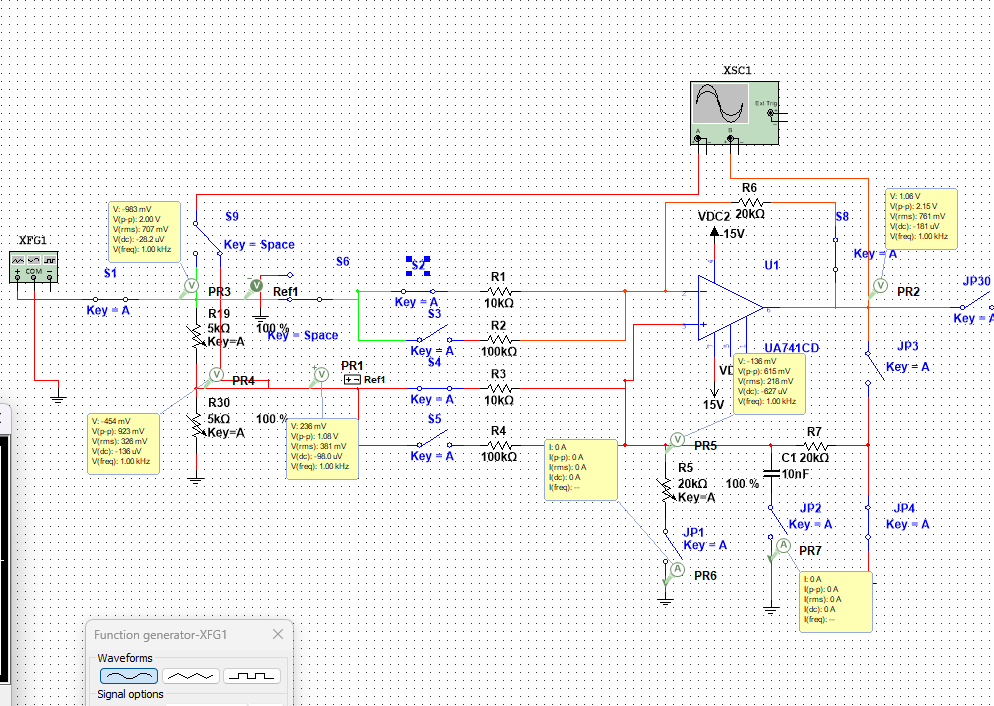 XSC1
Ext Trig
A
B
R6
20kΩ
V: -983 mV
V(p-p): 2.00 V
V(rms): 707 mV
V(dc): -28.2 uV
V(freq): 1.00 kHz
S9
Key = Space
VDC2
-15V
S8
Key = A
V: 1.06 V
V(p-p): 2.15 V
V(rms): 761 mV
V(dc): -181 uV
V(freq): 1.00 kHz
XFG1
COM
S1
Key = A
PR3
V
Ref1
S6
Key = Space
S2
Key = A
R1
10kΩ
U1
2
3
6
UA741CD
V
PR2
JP30
Key = A
R19
5kΩ
Key=A
100 %
S3
Key = A
R2
100kΩ
JP3
Key = A
V
PR4
V
PR1
Ref1
S4
Key = A
R3
10kΩ
15V
V: -136 mV
V(p-p): 615 mV
V(rms): 218 mV
V(dc): -627 uV
V(freq): 1.00 kHz
R30
5kΩ
Key=A
100 %
V: -454 mV
V(p-p): 923 mV
V(rms): 326 mV
V(dc): -136 uV
V(freq): 1.00 kHz
V: 236 mV
V(p-p): 1.08 V
V(rms): 381 mV
V(dc): -98.0 uV
V(freq): 1.00 kHz
S5
Key = A
R4
100kΩ
I: 0 A
I(p-p): 0 A
I(rms): 0 A
I(dc): 0 A
I(freq): --
V
PR5
R7
20kΩ
R5
20kΩ
Key=A
100 %
C1
10nF
JP1
Key = A
JP2
Key = A
JP4
Key = A
A
PR6
A
PR7
I: 0 A
I(p-p): 0 A
I(rms): 0 A
I(dc): 0 A
I(freq): --
Function generator-XFG1
Waveforms
Signal options